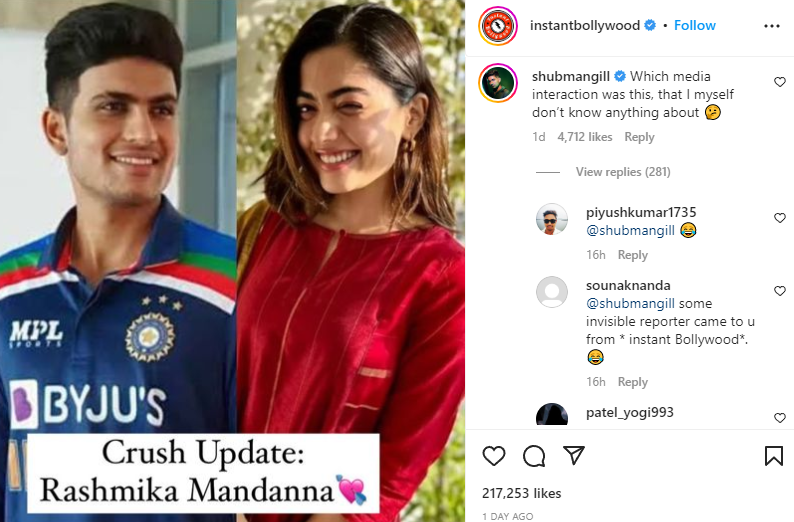 MPL
SPORTS
BYJU'S
Crush Update:
Rashmika Mandanna💘
instantbollywood • Follow
shubmangill Which media
interaction was this, that I myself
don't know anything about 🤔
1d 4,712 likes Reply
View replies (281)
piyushkumar1735
@shubmangill 😂
16h Reply
sounaknanda
@shubmangill some
invisible reporter came to u
from * instant Bollywood*.
😂
16h Reply
patel_yogi993
217,253 likes
1 DAY AGO